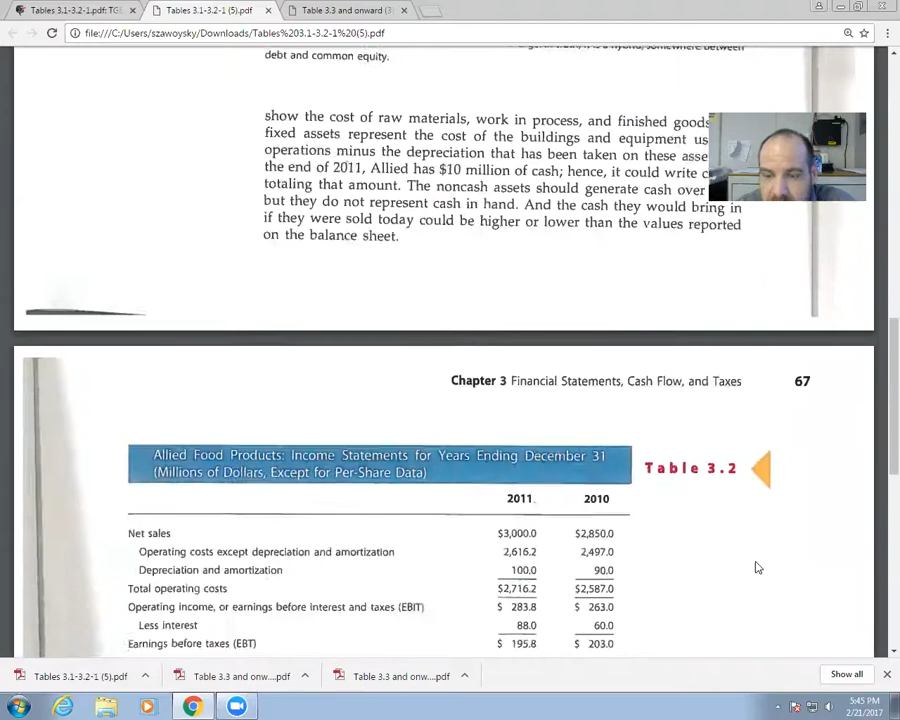 Tables 3.1-3.2-1.pdf: TG
Tables 3.1-3.2-1 (5).pdf
Table 3.3 and onward (3
file:///C:/Users/szawoysky/Downloads/Tables%203.1-3.2-1%20(5).pdf
somewhere between
debt and common equity.
show the cost of raw materials, work in process, and finished goods
fixed assets represent the cost of the buildings and equipment us
operations minus the depreciation that has been taken on these asse
the end of 2011, Allied has $10 million of cash; hence, it could write c
totaling that amount. The noncash assets should generate cash over
but they do not represent cash in hand. And the cash they would bring in
if they were sold today could be higher or lower than the values reported
on the balance sheet.
Chapter 3 Financial Statements, Cash Flow, and Taxes 67
Allied Food Products: Income Statements for Years Ending December 31
(Millions of Dollars, Except for Per-Share Data)
Table 3.2
2011 2010
Net sales $3,000.0 $2,850.0
Operating costs except depreciation and amortization 2,616.2 2,497.0
Depreciation and amortization 100.0 90.0
Total operating costs $2,716.2 $2,587.0
Operating income, or earnings before interest and taxes (EBIT) $ 283.8 $ 263.0
Less interest 88.0 60.0
Earnings before taxes (EBT) $ 195.8 $ 203.0
Tables 3.1-3.2-1 (5).pdf
Table 3.3 and onw....pdf
Table 3.3 and onw....pdf
Show all
5:45 PM
2/21/2017